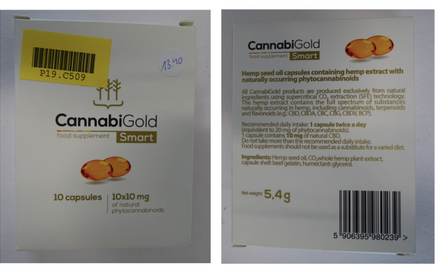 P19.C509
1340
CannabiGold
food supplement Smart
10 capsules
10x10 mg
of natural
phytocannabinoids
CannabiGold
food supplement Smart
Hemp seed oil capsules containing hemp extract with
naturally occurring phytocannabinoids
All CannabiGold products are produced exclusively from natural
ingredients using supercritical CO₂ extraction (SFE) technology.
The hemp extract contains the full spectrum of substances
naturally occurring in hemp, including cannabinoids, terpenoids
and flavonoids (e.g.: CBD, CBDA, CBC, CBG, CBDV, BCP).
Recommended daily intake: 1 capsule twice a day
(equivalent to 20 mg of phytocannabinoids).
1 capsule contains 10 mg of natural CBD.
Do not take more than the recommended daily intake.
Food supplements should not be used as a substitute for a varied diet.
Ingredients: Hemp seed oil, CO₂ whole hemp plant extract,
capsule shell: beef gelatin, humectant: glycerol.
Net weight: 5,4g
5 906395 980239 >